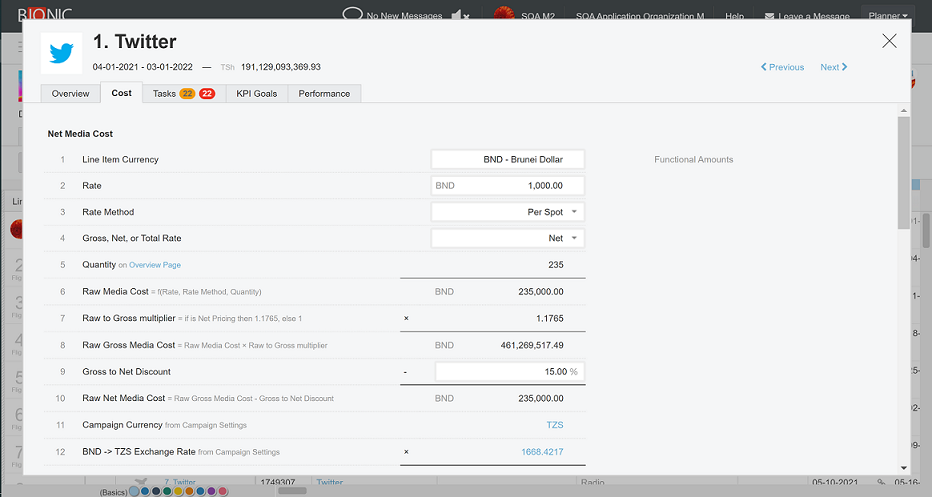 BIONIC
No New Messages
SQA M2
SQA Application Organization M
Help
Leave a Message
Planner
1. Twitter
04-01-2021 - 03-01-2022 — TSh 191,129,093,369.93
Previous Next
Overview Cost Tasks 22 22 KPI Goals Performance
Net Media Cost
1 Line Item Currency BND - Brunei Dollar Functional Amounts
2 Rate BND 1,000.00
3 Rate Method Per Spot
4 Gross, Net, or Total Rate Net
5 Quantity on Overview Page 235
6 Raw Media Cost = f(Rate, Rate Method, Quantity) BND 235,000.00
7 Raw to Gross multiplier = if is Net Pricing then 1.1765, else 1 × 1.1765
8 Raw Gross Media Cost = Raw Media Cost × Raw to Gross multiplier BND 461,269,517.49
9 Gross to Net Discount - 15.00 %
10 Raw Net Media Cost = Raw Gross Media Cost - Gross to Net Discount BND 235,000.00
11 Campaign Currency from Campaign Settings TZS
12 BND -> TZS Exchange Rate from Campaign Settings × 1668.4217
7. Twitter 1749307 Twitter Radio 05-10-2021 05-16-
(Basics)